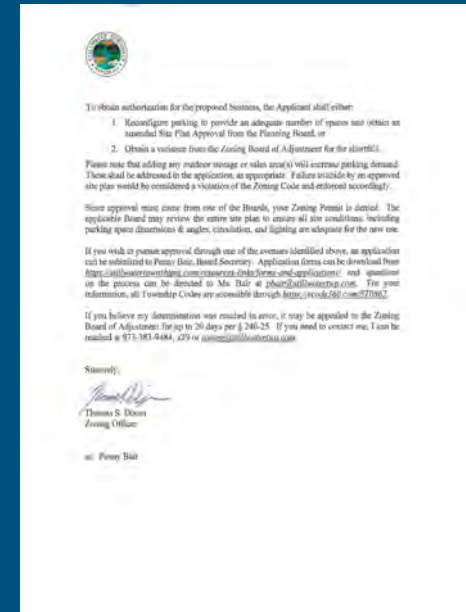 To obtain authorization for the proposed business, the Applicant shall either:
1. Reconfigure parking to provide an adequate number of spaces and obtain an
amended Site Plan Approval from the Planning Board, or
2. Obtain a variance from the Zoning Board of Adjustment for the shortfall.
Please note that adding any outdoor storage or sales area(s) will increase parking demand.
These shall be addressed in the application, as appropriate. Failure to abide by an approved
site plan would be considered a violation of the Zoning Code and enforced accordingly.
Since approval must come from one of the Boards, your Zoning Permit is denied. The
applicable Board may review the entire site plan to ensure all site conditions, including
parking space dimensions & angles, circulation, and lighting are adequate for the new use.
If you wish to pursue approval through one of the avenues identified above, an application
can be submitted to Penny Bair, Board Secretary. Application forms can be download from
and questions
on the process can be directed to Ms. Bair at For your
information, all Township Codes are accessible through
If you believe my determination was reached in error, it may be appealed to the Zoning
Board of Adjustment for up to 20 days per § 240-25. If you need to contact me, I can be
reached at 973-383-9484, x29 or
Sincerely,
Zoning Officer
cc: Penny Bair